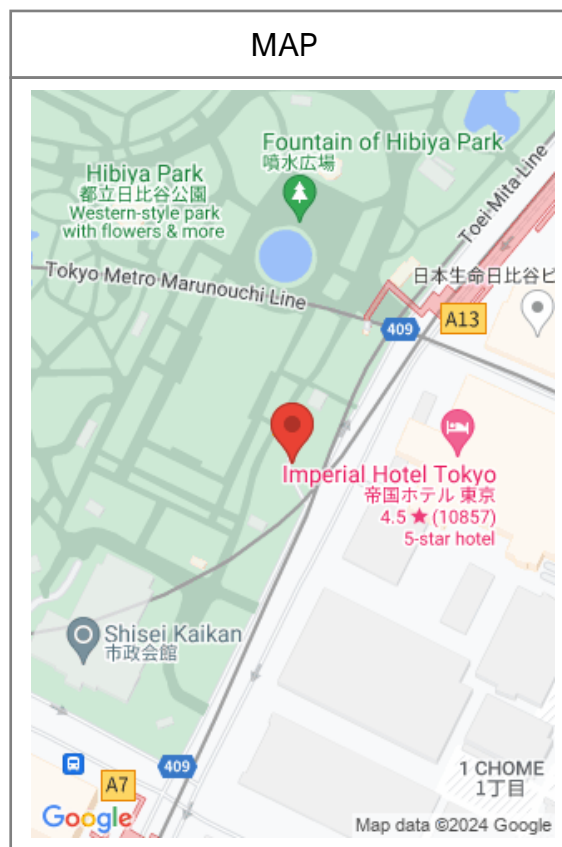 MAP
Fountain of Hibiya Park
噴水広場
Hibiya Park
都立日比谷公園
Western-style park
with flowers & more
Toei Mita Line
Tokyo Metro Marunouchi Line
日本生命日比谷ビ
A13
409
Imperial Hotel Tokyo
帝国ホテル 東京
4.5 ★ (10857)
5-star hotel
Shisei Kaikan
市政会館
409
A7
1 CHOME
1丁目
Google
Map data ©2024 Google